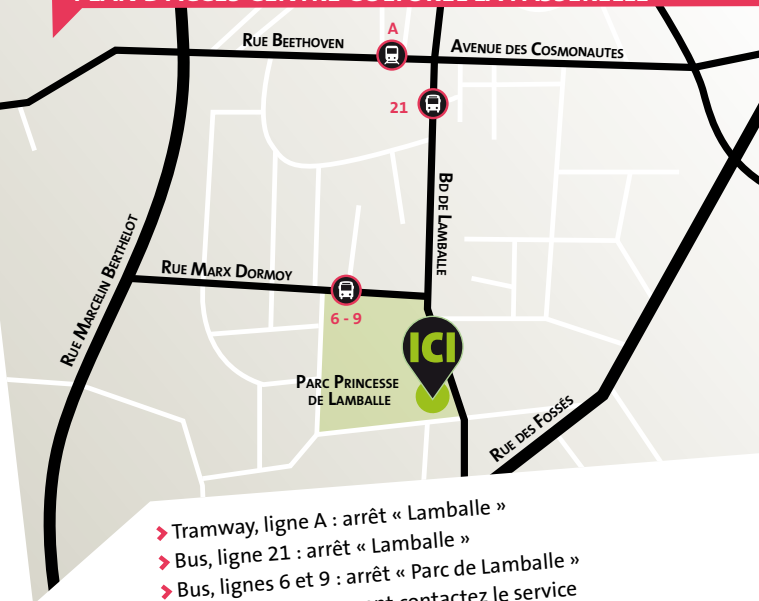 A
Rue Beethoven
Avenue des Cosmonautes
21
Bd de Lamballe
Rue Marcelin Berthelot
Rue Marx Dormoy
6 - 9
ICI
Parc Princesse
de Lamballe
Rue des Fossés
Tramway, ligne A : arrêt « Lamballe »
Bus, ligne 21 : arrêt « Lamballe »
Bus, lignes 6 et 9 : arrêt « Parc de Lamballe »
contactez le service